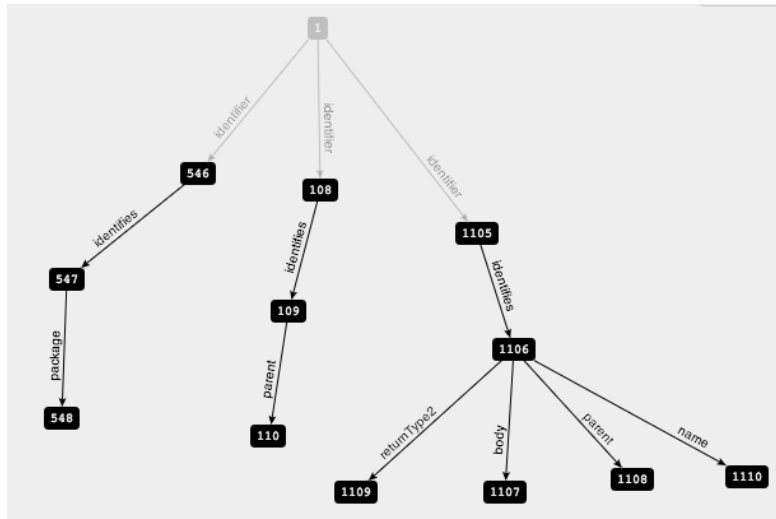 1
identifier
identifier
identifier
546
108
1105
identifies
identifies
identifies
547
109
1106
package
parent
returnType2
body
parent
name
548
110
1109
1107
1108
1110